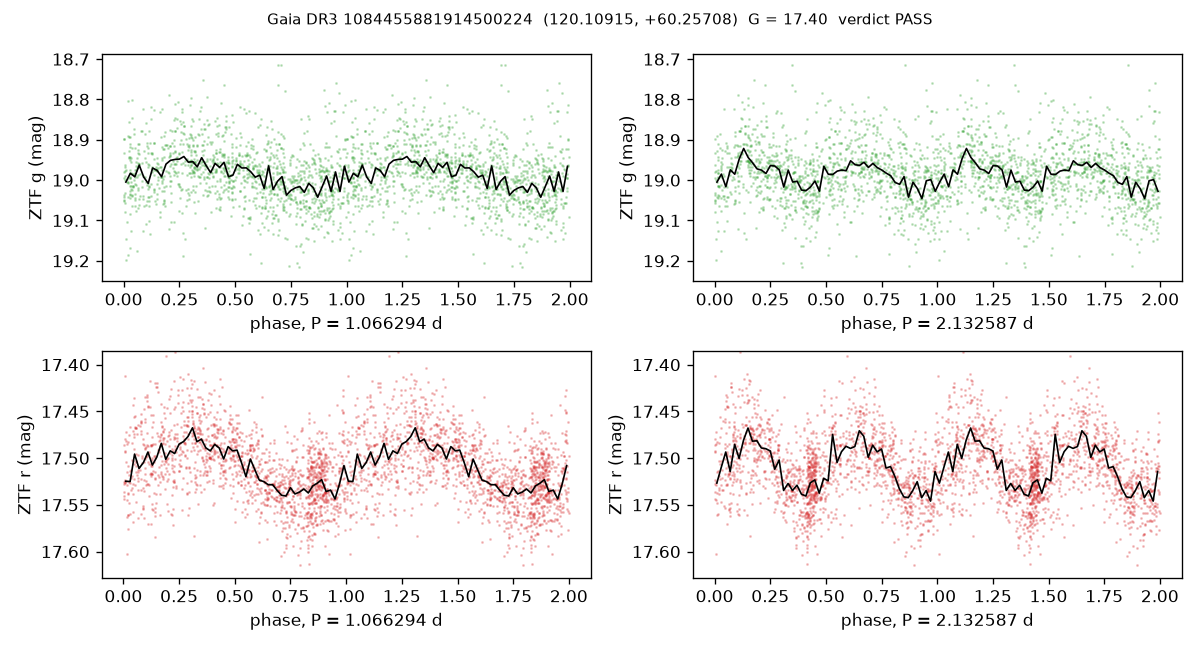 Gaia DR3 1084455881914500224 (120.10915, +60.25708) G = 17.40 verdict PASS
18.7
18.8
18.9
19.0
19.1
19.2
ZTF g (mag)
0.00 0.25 0.50 0.75 1.00 1.25 1.50 1.75 2.00
phase, P = 1.066294 d
18.7
18.8
18.9
19.0
19.1
19.2
ZTF g (mag)
0.00 0.25 0.50 0.75 1.00 1.25 1.50 1.75 2.00
phase, P = 2.132587 d
17.40
17.45
17.50
17.55
17.60
ZTF r (mag)
0.00 0.25 0.50 0.75 1.00 1.25 1.50 1.75 2.00
phase, P = 1.066294 d
17.40
17.45
17.50
17.55
17.60
ZTF r (mag)
0.00 0.25 0.50 0.75 1.00 1.25 1.50 1.75 2.00
phase, P = 2.132587 d